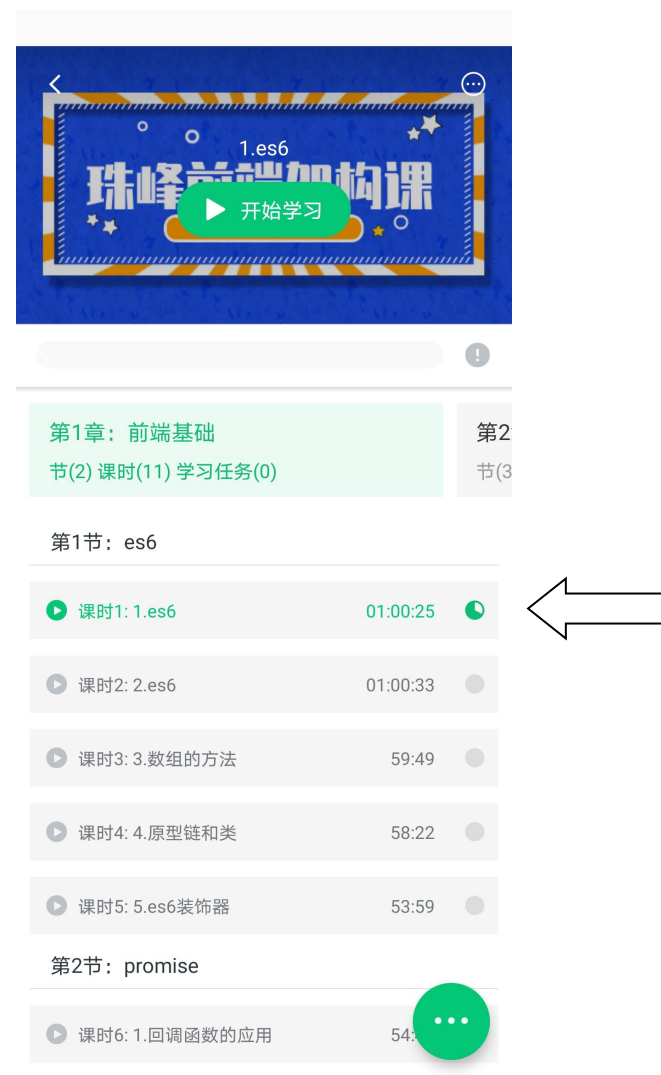 1.es6
珠峰前端架构课
开始学习
第1章：前端基础
节(2) 课时(11) 学习任务(0)
第2
节(3
第1节：es6
课时1: 1.es6 01:00:25
课时2: 2.es6 01:00:33
课时3: 3.数组的方法 59:49
课时4: 4.原型链和类 58:22
课时5: 5.es6装饰器 53:59
第2节：promise
课时6: 1.回调函数的应用 54: